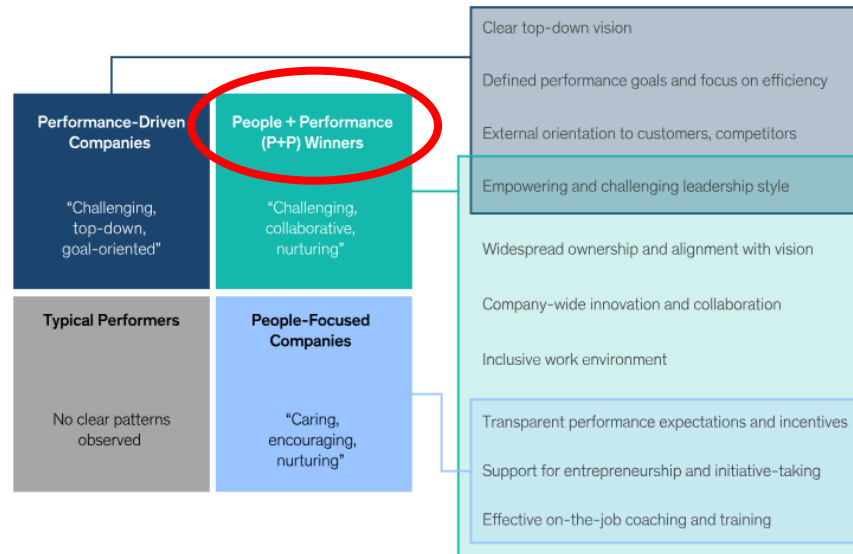 Performance-Driven
Companies
"Challenging,
top-down,
goal-oriented"
People + Performance
(P+P) Winners
"Challenging,
collaborative,
nurturing"
Typical Performers
No clear patterns
observed
People-Focused
Companies
"Caring,
encouraging,
nurturing"
Clear top-down vision
Defined performance goals and focus on efficiency
External orientation to customers, competitors
Empowering and challenging leadership style
Widespread ownership and alignment with vision
Company-wide innovation and collaboration
Inclusive work environment
Transparent performance expectations and incentives
Support for entrepreneurship and initiative-taking
Effective on-the-job coaching and training